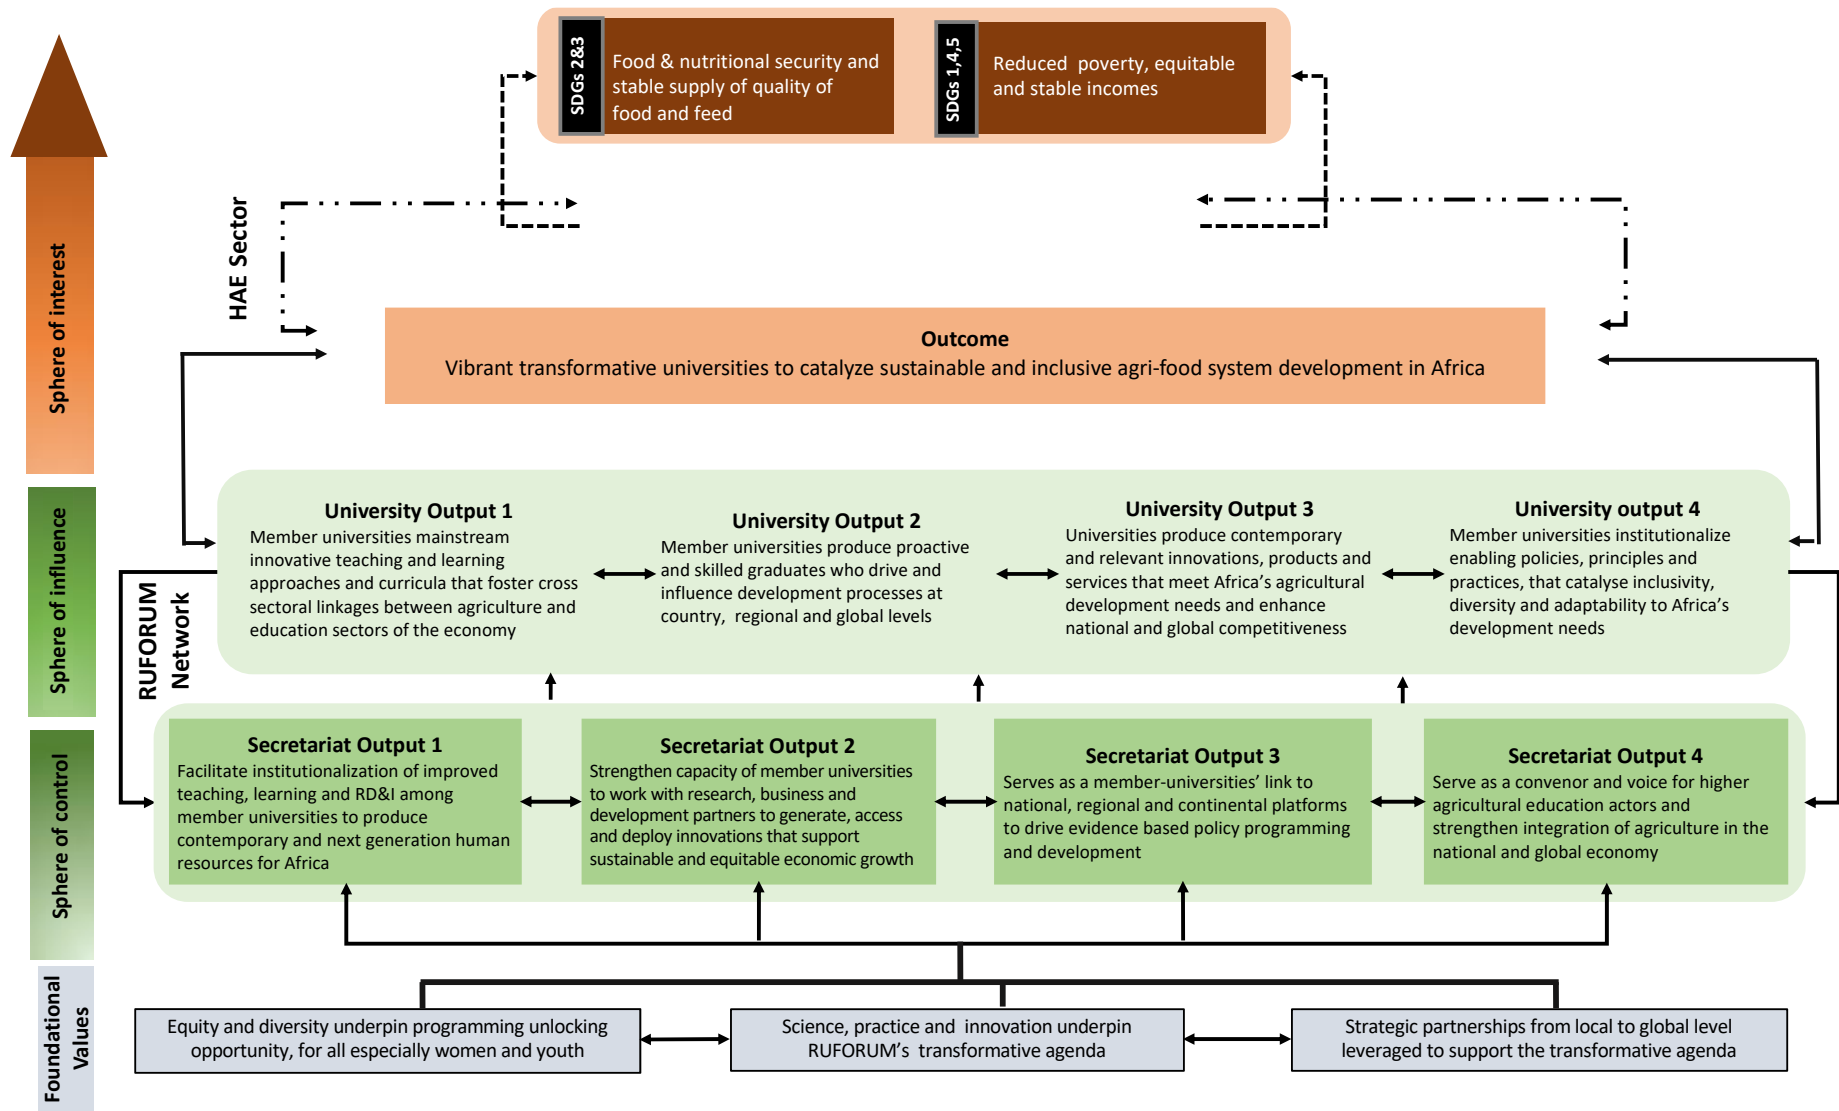 SDGs 2&3
Food & nutritional security and
stable supply of quality of
food and feed
SDGs 1,4,5
Reduced poverty, equitable
and stable incomes
Sphere of interest
HAE Sector
Outcome
Vibrant transformative universities to catalyze sustainable and inclusive agri-food system development in Africa
Sphere of influence
RUFORUM
Network
University Output 1
Member universities mainstream
innovative teaching and learning
approaches and curricula that foster cross
sectoral linkages between agriculture and
education sectors of the economy
University Output 2
Member universities produce proactive
and skilled graduates who drive and
influence development processes at
country, regional and global levels
University Output 3
Universities produce contemporary
and relevant innovations, products and
services that meet Africa's agricultural
development needs and enhance
national and global competitiveness
University output 4
Member universities institutionalize
enabling policies, principles and
practices, that catalyse inclusivity,
diversity and adaptability to Africa's
development needs
Sphere of control
Secretariat Output 1
Facilitate institutionalization of improved
teaching, learning and RD&I among
member universities to produce
contemporary and next generation human
resources for Africa
Secretariat Output 2
Strengthen capacity of member universities
to work with research, business and
development partners to generate, access
and deploy innovations that support
sustainable and equitable economic growth
Secretariat Output 3
Serves as a member-universities' link to
national, regional and continental platforms
to drive evidence based policy programming
and development
Secretariat Output 4
Serve as a convenor and voice for higher
agricultural education actors and
strengthen integration of agriculture in the
national and global economy
Foundational
Values
Equity and diversity underpin programming unlocking
opportunity, for all especially women and youth
Science, practice and innovation underpin
RUFORUM's transformative agenda
Strategic partnerships from local to global level
leveraged to support the transformative agenda